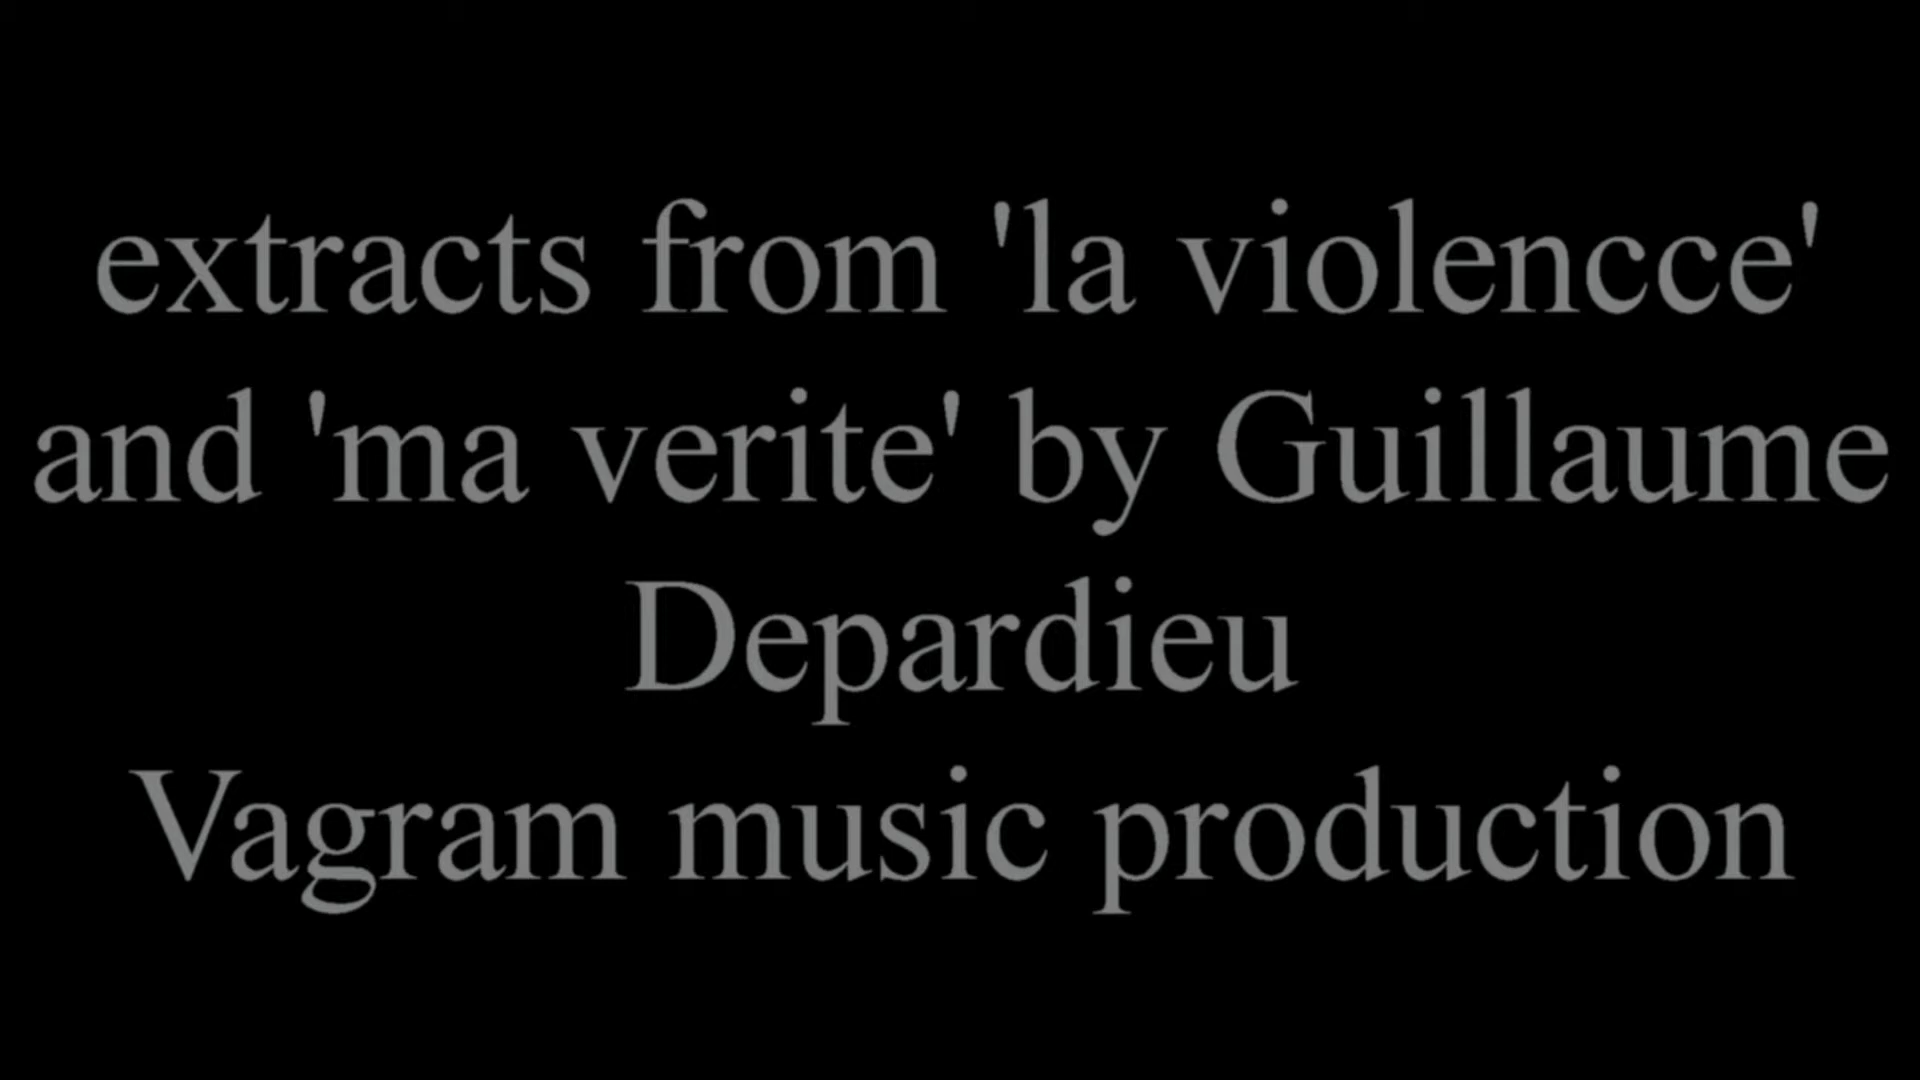 extracts from 'la violencce'
and 'ma verite' by Guillaume
Depardieu
Vagram music production